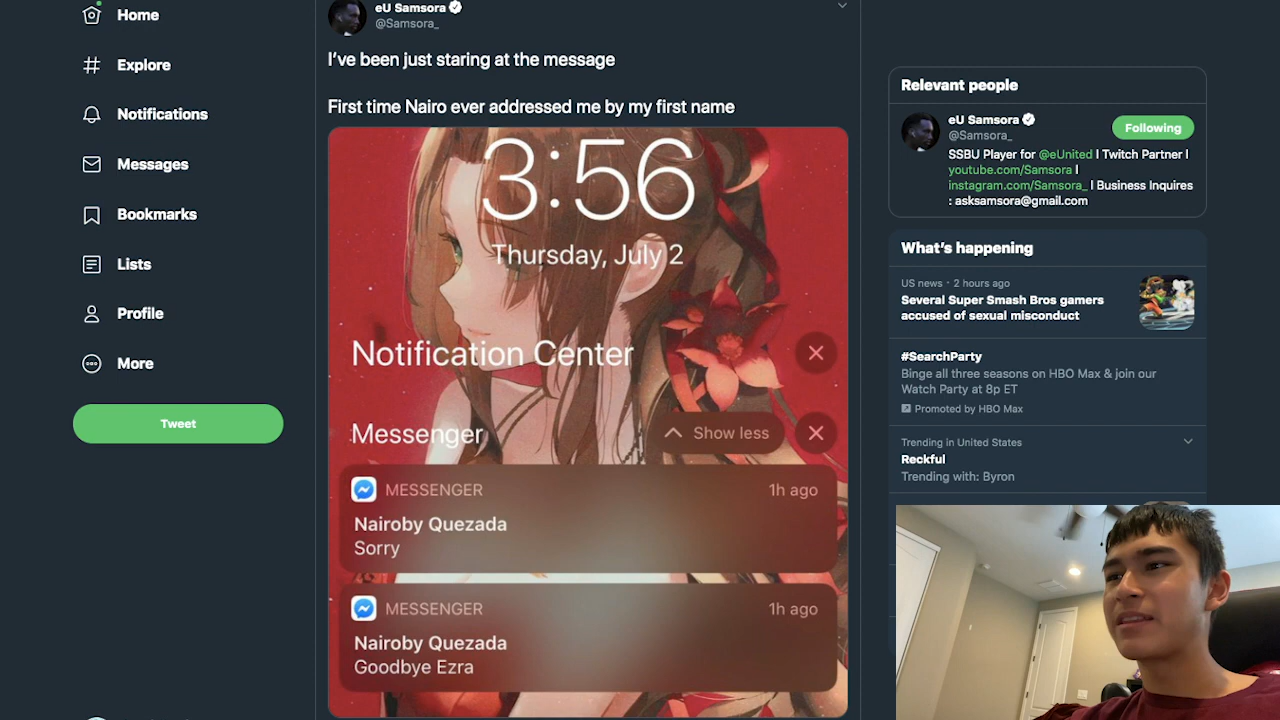 Home
Explore
Notifications
Messages
Bookmarks
Lists
Profile
More
Tweet
eU Samsora
@Samsora_
I've been just staring at the message
First time Nairo ever addressed me by my first name
3:56
Thursday, July 2
Notification Center
Messenger
Show less
MESSENGER
1h ago
Nairoby Quezada
Sorry
MESSENGER
1h ago
Nairoby Quezada
Goodbye Ezra
Relevant people
eU Samsora
@Samsora_
Following
SSBU Player for @eUnited l Twitch Partner l
youtube.com/Samsora l
instagram.com/Samsora_ l Business Inquires
: asksamsora@gmail.com
What's happening
US news · 2 hours ago
Several Super Smash Bros gamers
accused of sexual misconduct
#SearchParty
Binge all three seasons on HBO Max & join our
Watch Party at 8p ET
Promoted by HBO Max
Trending in United States
Reckful
Trending with: Byron